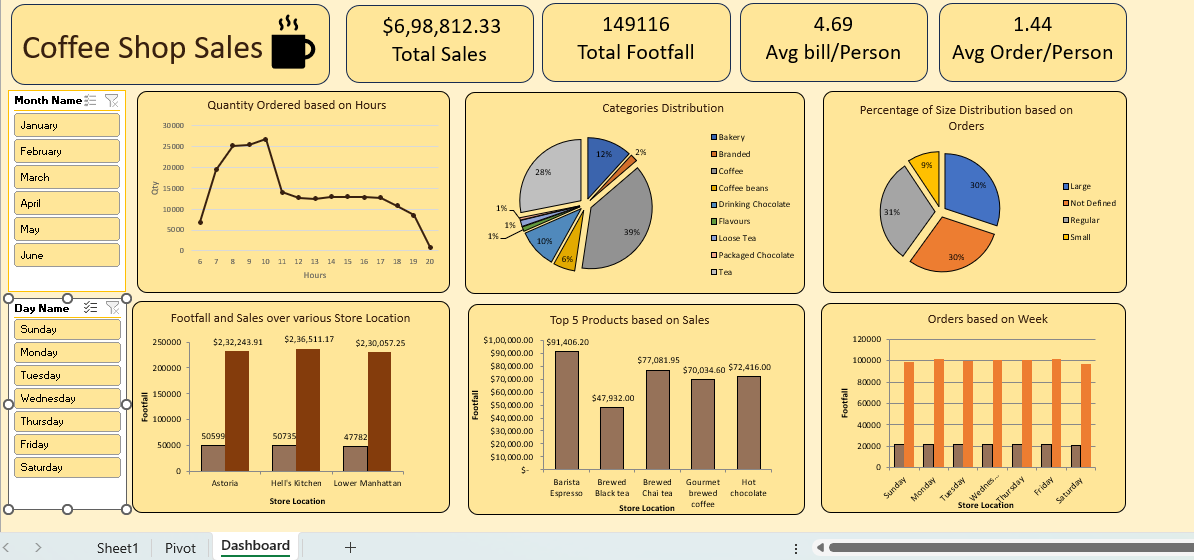 Coffee Shop Sales
$6,98,812.33
Total Sales
149116
Total Footfall
4.69
Avg bill/Person
1.44
Avg Order/Person
Month Name
January
February
March
April
May
June
Quantity Ordered based on Hours
30000
25000
20000
15000
10000
5000
0
Qty
6 7 8 9 10 11 12 13 14 15 16 17 18 19 20
Hours
Categories Distribution
12%
2%
39%
6%
10%
1%
1%
1%
28%
Bakery
Branded
Coffee
Coffee beans
Drinking Chocolate
Flavours
Loose Tea
Packaged Chocolate
Tea
Percentage of Size Distribution based on
Orders
30%
30%
31%
9%
Large
Not Defined
Regular
Small
Day Name
Sunday
Monday
Tuesday
Wednesday
Thursday
Friday
Saturday
Footfall and Sales over various Store Location
250000
200000
150000
100000
50000
0
Footfall
$2,32,243.91
$2,36,511.17
$2,30,057.25
50599
50735
47782
Astoria
Hell's Kitchen
Lower Manhattan
Store Location
Top 5 Products based on Sales
$1,00,000.00
$90,000.00
$80,000.00
$70,000.00
$60,000.00
$50,000.00
$40,000.00
$30,000.00
$20,000.00
$10,000.00
$-
Footfall
$91,406.20
$47,932.00
$77,081.95
$70,034.60
$72,416.00
Barista
Espresso
Brewed
Black tea
Brewed
Chai tea
Gourmet
brewed
coffee
Hot
chocolate
Store Location
Orders based on Week
120000
100000
80000
60000
40000
20000
0
Footfall
Sunday
Monday
Tuesday
Wednes...
Thursday
Friday
Saturday
Store Location
Sheet1
Pivot
Dashboard